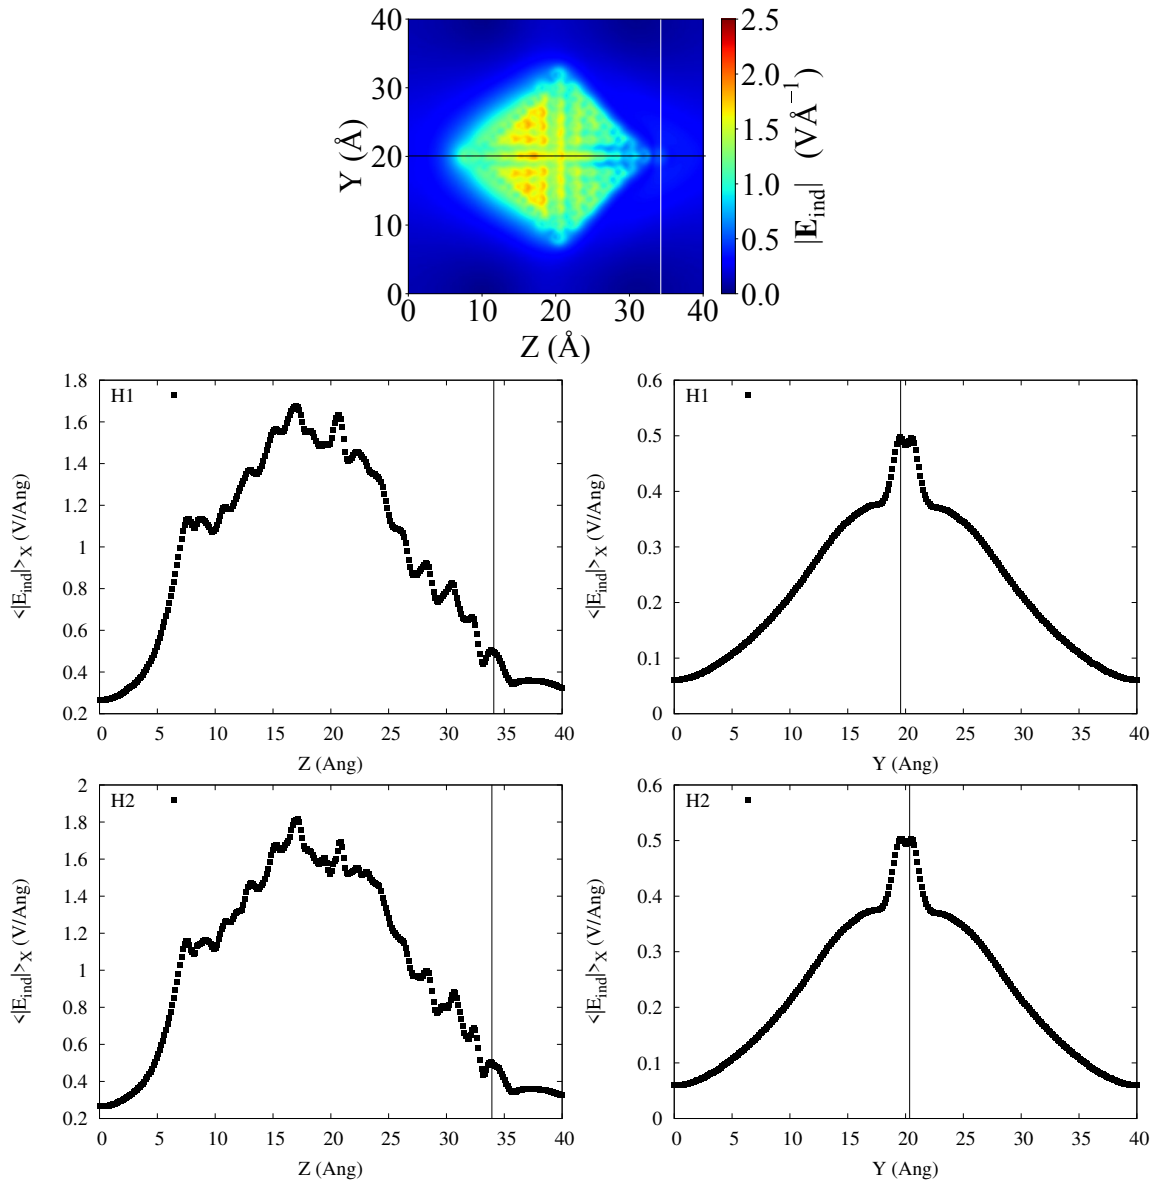 40
30
20
10
0
Y (Å)
0 10 20 30 40
Z (Å)
2.5
2.0
1.5
1.0
0.5
0.0
|E_ind| (VÅ⁻¹)
H1
1.8
1.6
1.4
1.2
1
0.8
0.6
0.4
0.2
<|E_ind|>_X (V/Ang)
0 5 10 15 20 25 30 35 40
Z (Ang)
H1
0.6
0.5
0.4
0.3
0.2
0.1
0
<|E_ind|>_X (V/Ang)
0 5 10 15 20 25 30 35 40
Y (Ang)
H2
2
1.8
1.6
1.4
1.2
1
0.8
0.6
0.4
0.2
<|E_ind|>_X (V/Ang)
0 5 10 15 20 25 30 35 40
Z (Ang)
H2
0.6
0.5
0.4
0.3
0.2
0.1
0
<|E_ind|>_X (V/Ang)
0 5 10 15 20 25 30 35 40
Y (Ang)